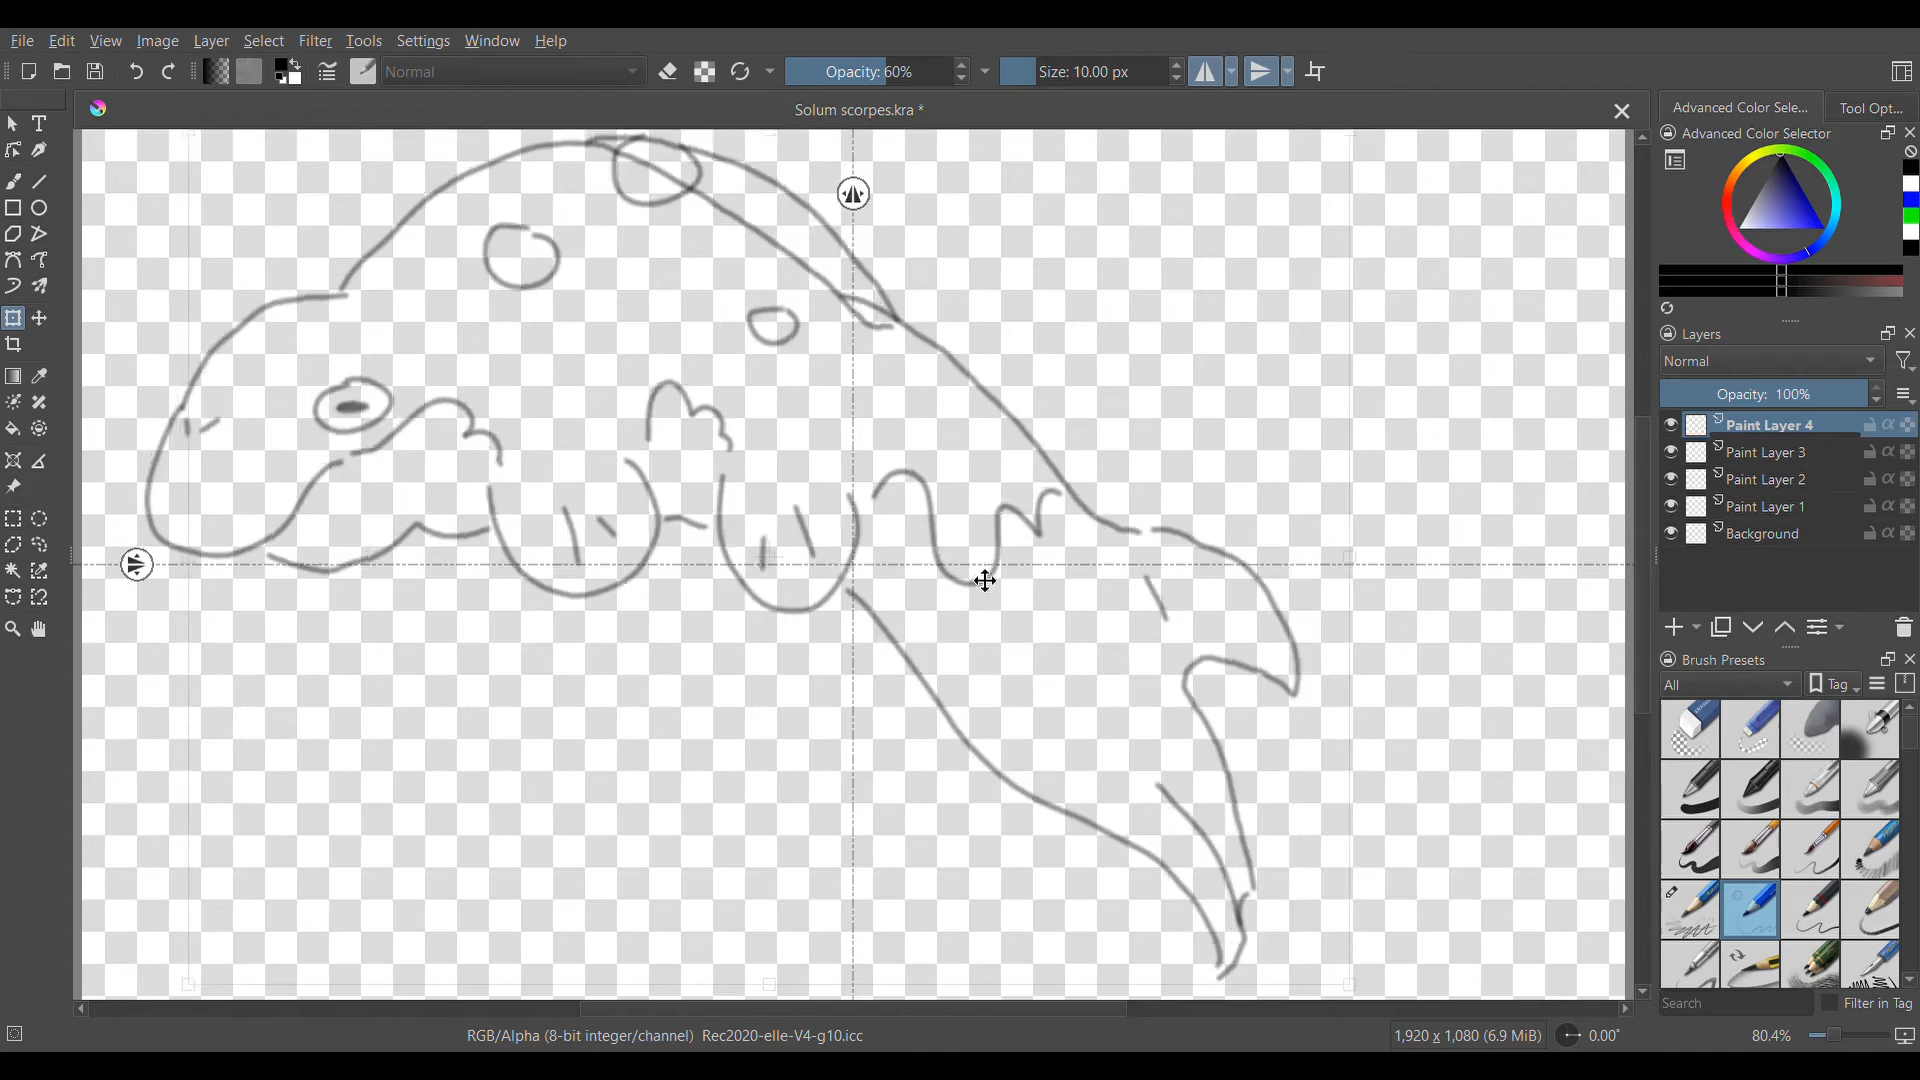 File Edit View Image Layer Select Filter Tools Settings Window Help
Normal Opacity: 60% Size: 10.00 px
Solum scorpes.kra *
Advanced Color Sele... Tool Opt...
Advanced Color Selector
Layers
Normal
Opacity: 100%
Paint Layer 4
Paint Layer 3
Paint Layer 2
Paint Layer 1
Background
Brush Presets
All Tag
Search Filter in Tag
RGB/Alpha (8-bit integer/channel) Rec2020-elle-V4-g10.icc 1,920 x 1,080 (6.9 MiB) 0.00° 80.4%